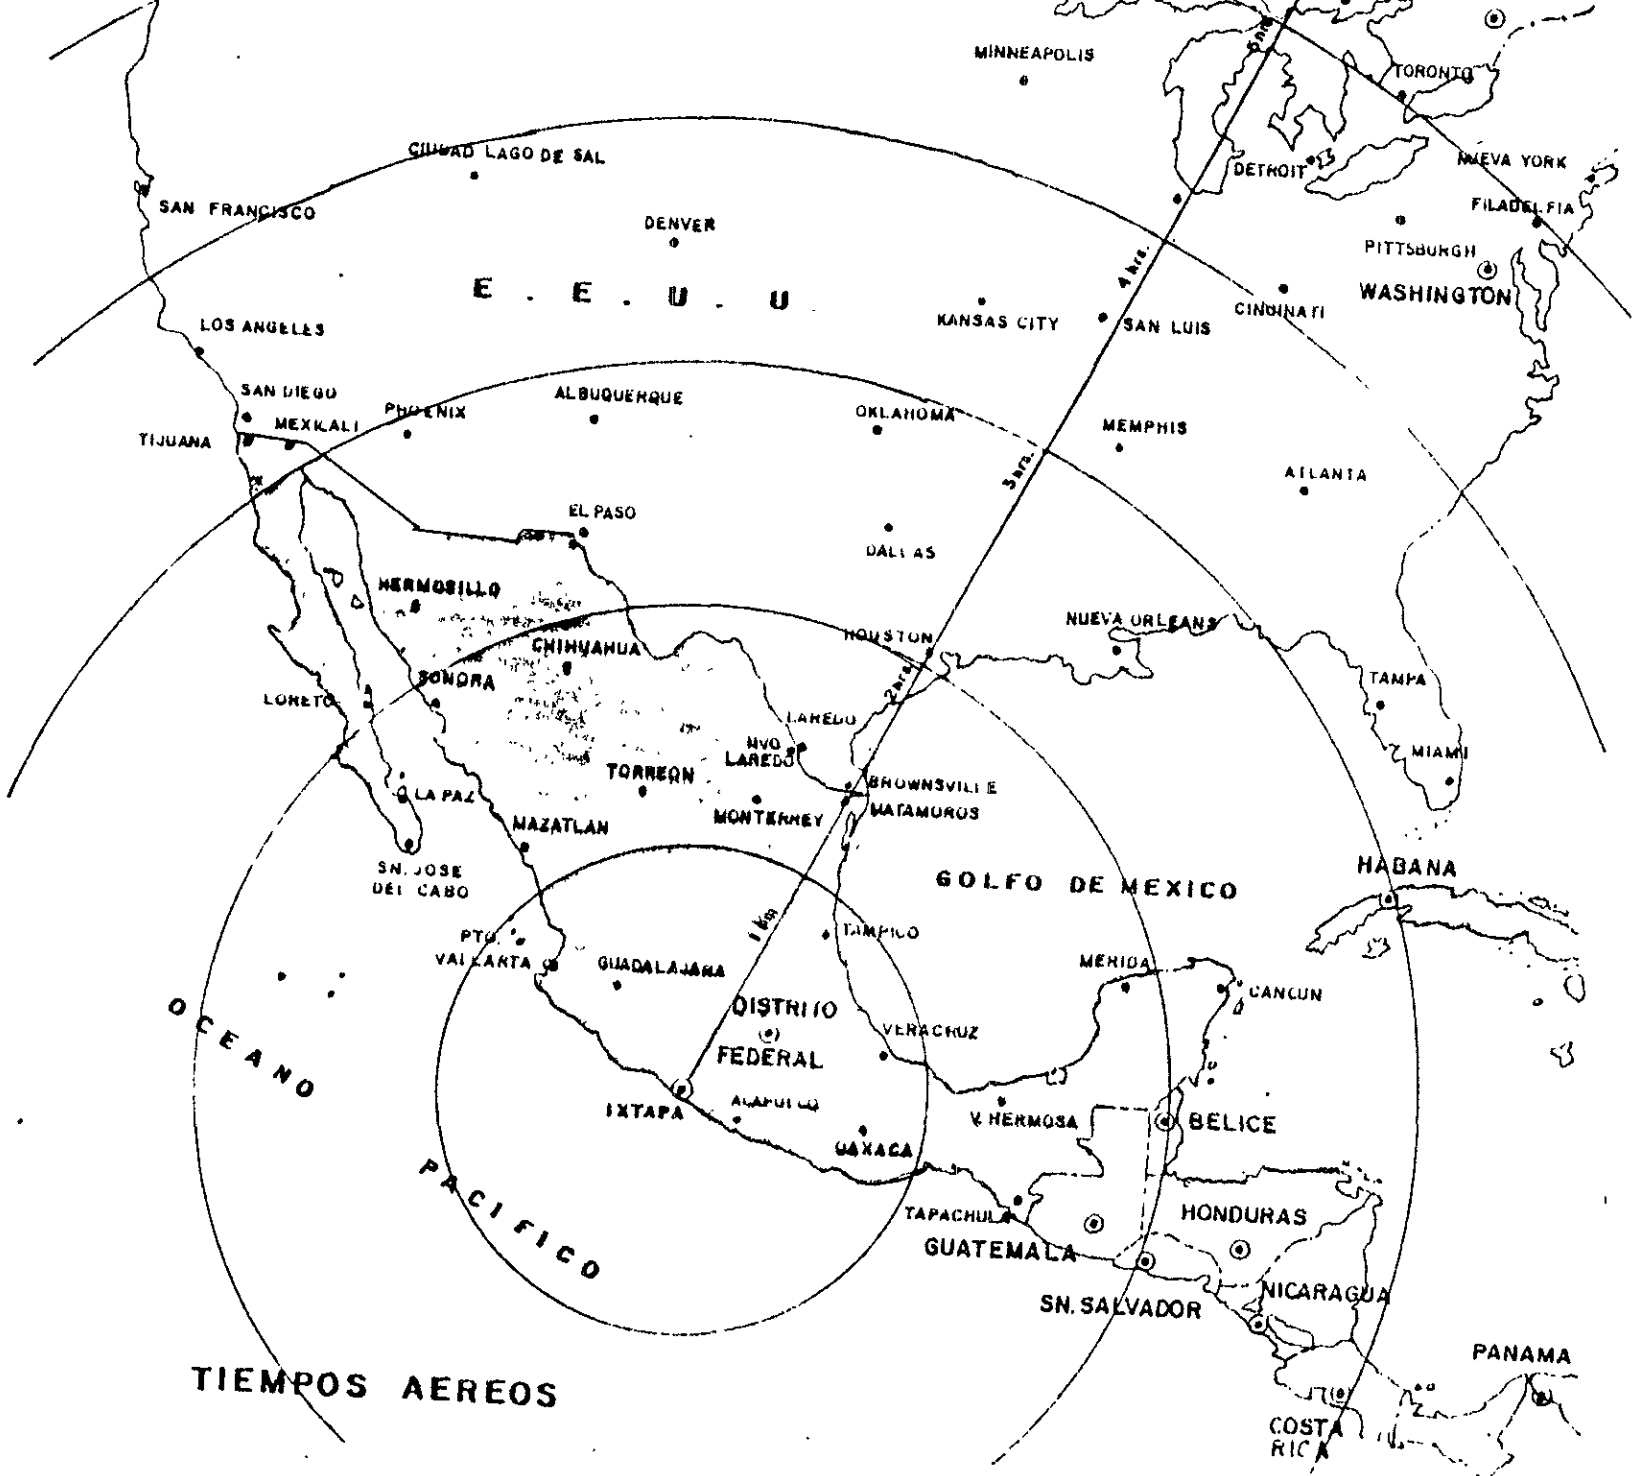 MINNEAPOLIS
5 hrs.
TORONTO
CIUDAD LAGO DE SAL
DETROIT
NUEVA YORK
SAN FRANCISCO
FILADELFIA
DENVER
PITTSBURGH
WASHINGTON
E . E . U . U
4 hrs.
LOS ANGELES
KANSAS CITY
SAN LUIS
CINCINATI
SAN DIEGO
PHOENIX
ALBUQUERQUE
OKLAHOMA
MEXICALI
TIJUANA
MEMPHIS
3 hrs.
ATLANTA
EL PASO
DALLAS
HERMOSILLO
NUEVA ORLEANS
HOUSTON
CHIHUAHUA
SONORA
2 hrs.
LORETO
TAMPA
LAREDO
NVO.
LAREDO
MIAMI
TORREON
BROWNSVILLE
LA PAZ
MONTERREY
MATAMOROS
MAZATLAN
SN. JOSE
DEL CABO
HABANA
GOLFO DE MEXICO
1 hra
TAMPICO
PTO.
VALLARTA
GUADALAJARA
MERIDA
CANCUN
DISTRITO
FEDERAL
VERACRUZ
OCEANO
IXTAPA
ACAPULCO
V. HERMOSA
BELICE
OAXACA
PACIFICO
TAPACHULA
HONDURAS
GUATEMALA
NICARAGUA
SN. SALVADOR
PANAMA
TIEMPOS AEREOS
COSTA
RICA